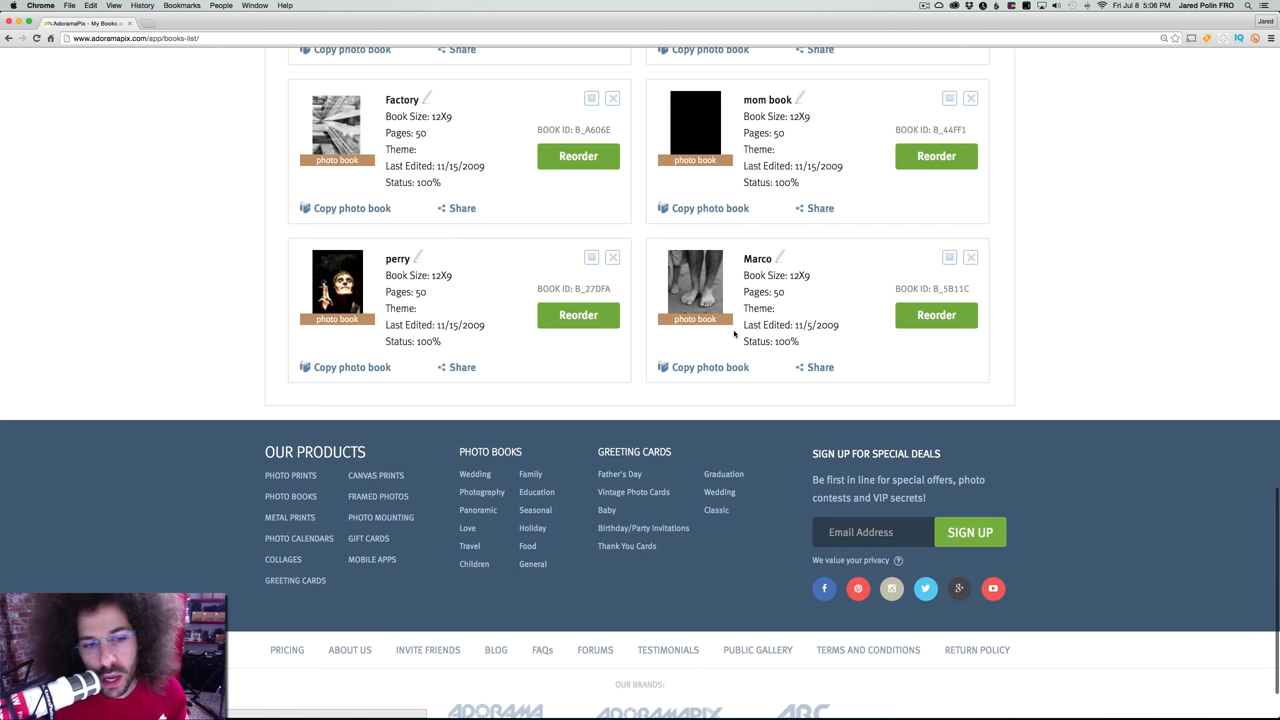 Chrome File Edit View History Bookmarks People Window Help
Fri Jul 8 5:06 PM Jared Polin FRO
AdoramaPix - My Books a
Jared
www.adoramapix.com/app/books-list/
Copy photo book Share
Copy photo book Share
Factory
Book Size: 12X9
Pages: 50
Theme:
Last Edited: 11/15/2009
Status: 100%
photo book
BOOK ID: B_A606E
Reorder
Copy photo book Share
mom book
Book Size: 12X9
Pages: 50
Theme:
Last Edited: 11/15/2009
Status: 100%
photo book
BOOK ID: B_44FF1
Reorder
Copy photo book Share
perry
Book Size: 12X9
Pages: 50
Theme:
Last Edited: 11/15/2009
Status: 100%
photo book
BOOK ID: B_27DFA
Reorder
Copy photo book Share
Marco
Book Size: 12X9
Pages: 50
Theme:
Last Edited: 11/5/2009
Status: 100%
photo book
BOOK ID: B_5B11C
Reorder
Copy photo book Share
OUR PRODUCTS
PHOTO PRINTS CANVAS PRINTS
PHOTO BOOKS FRAMED PHOTOS
METAL PRINTS PHOTO MOUNTING
PHOTO CALENDARS GIFT CARDS
COLLAGES MOBILE APPS
GREETING CARDS
PHOTO BOOKS
Wedding Family
Photography Education
Panoramic Seasonal
Love Holiday
Travel Food
Children General
GREETING CARDS
Father's Day Graduation
Vintage Photo Cards Wedding
Baby Classic
Birthday/Party Invitations
Thank You Cards
SIGN UP FOR SPECIAL DEALS
Be first in line for special offers, photo
contests and VIP secrets!
Email Address SIGN UP
We value your privacy ?
PRICING ABOUT US INVITE FRIENDS BLOG FAQs FORUMS TESTIMONIALS PUBLIC GALLERY TERMS AND CONDITIONS RETURN POLICY
OUR BRANDS:
ADORAMA ADORAMAPIX ARC